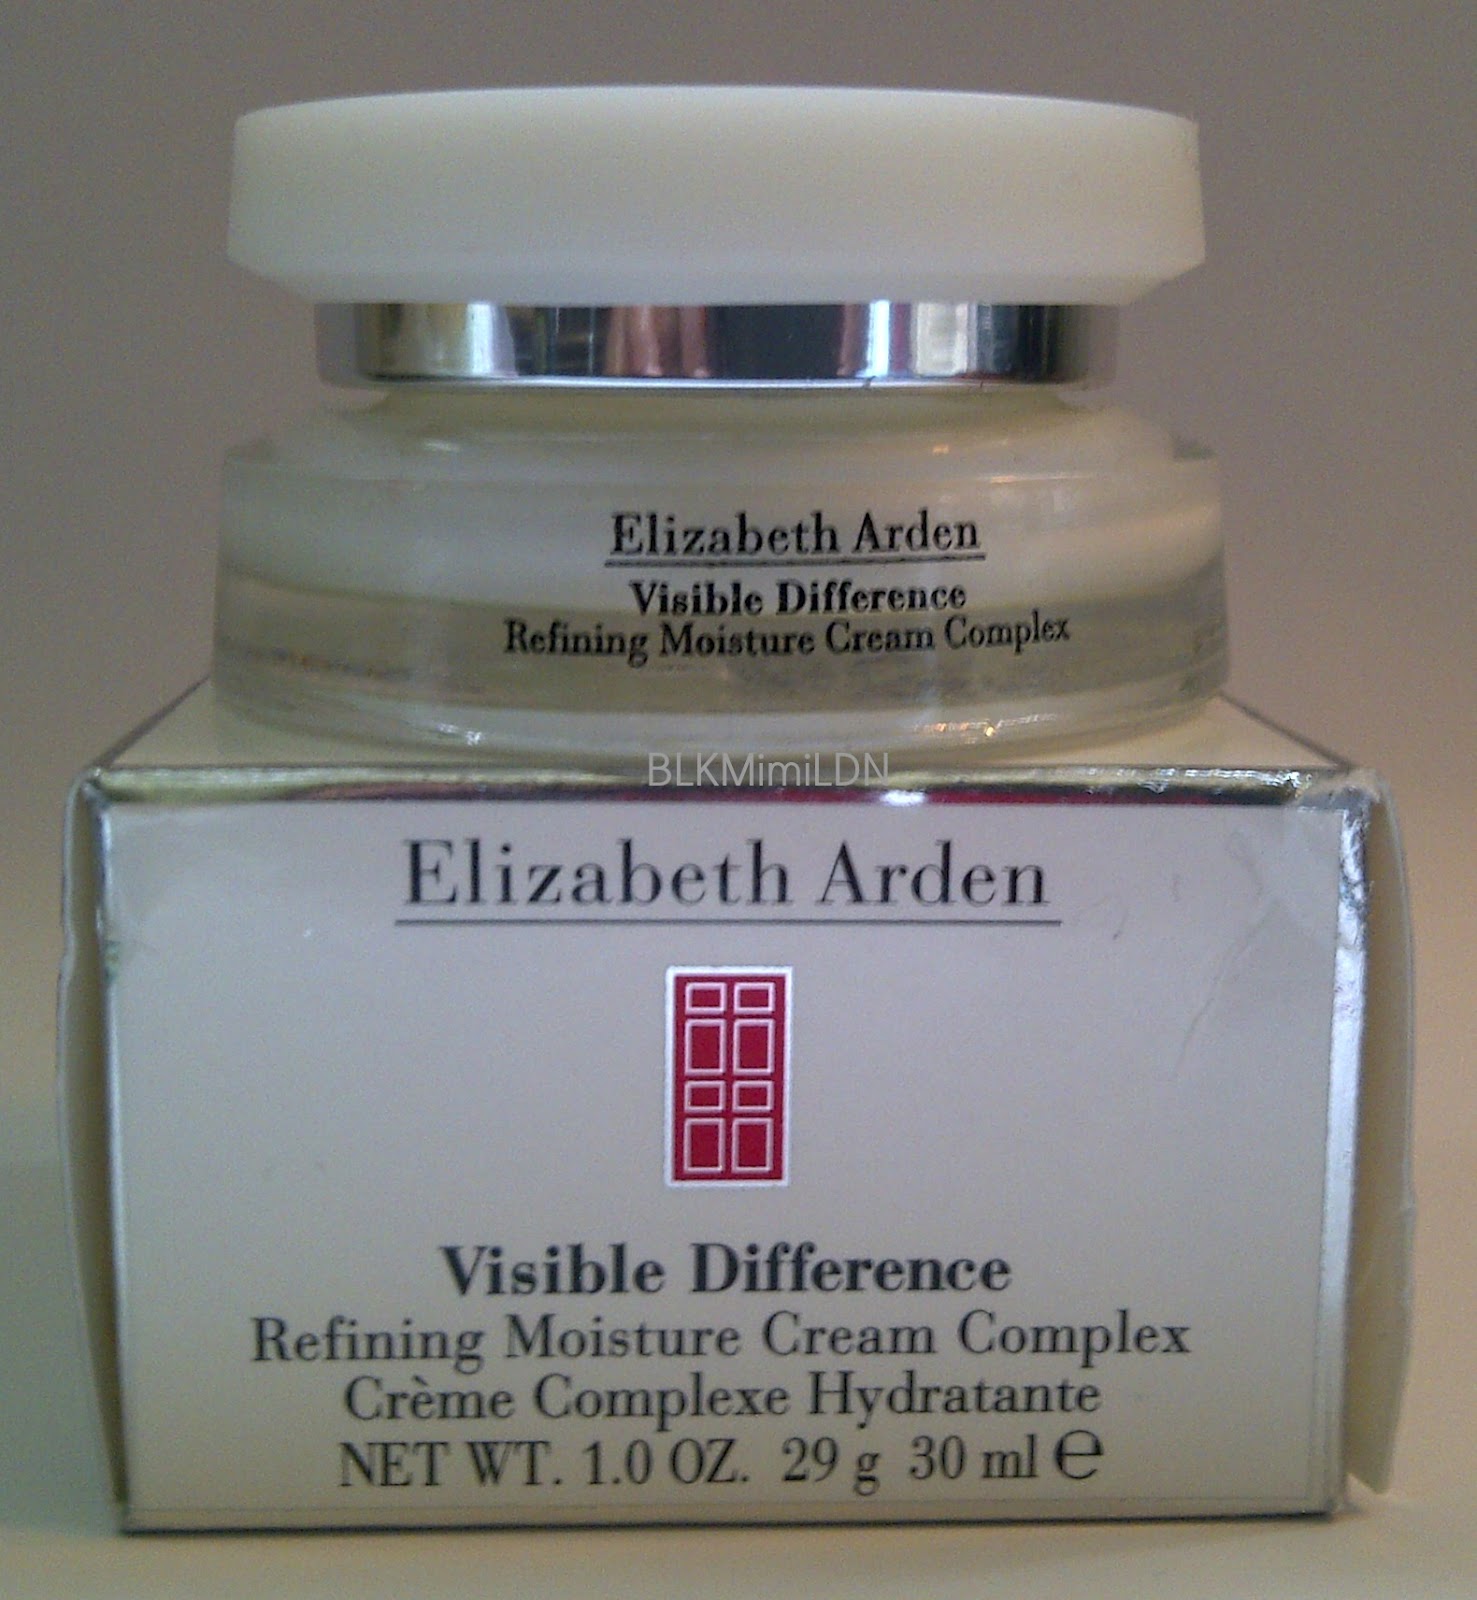 Elizabeth Arden
Visible Difference
Refining Moisture Cream Complex
BLKMimiLDN
Elizabeth Arden
Visible Difference
Refining Moisture Cream Complex
Crème Complexe Hydratante
NET WT. 1.0 OZ. 29 g 30 ml ℮